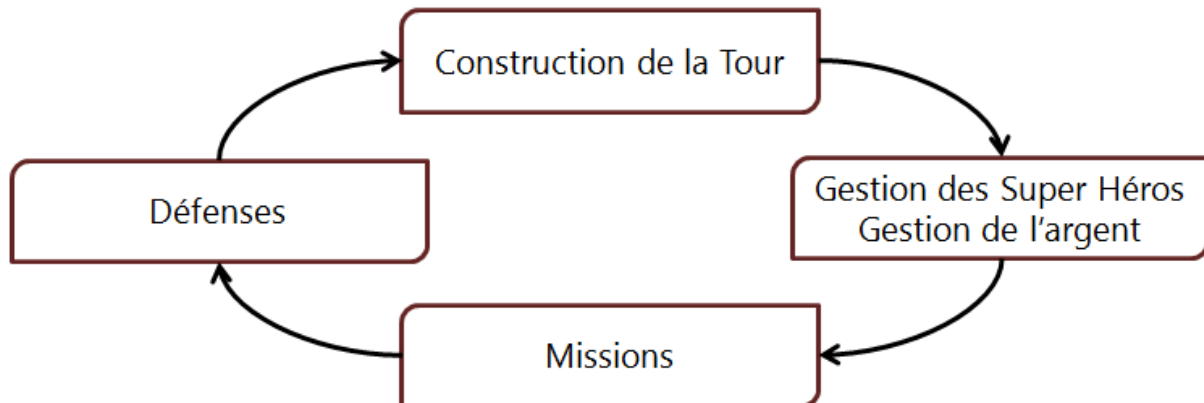 Construction de la Tour
Gestion des Super Héros
Gestion de l'argent
Missions
Défenses